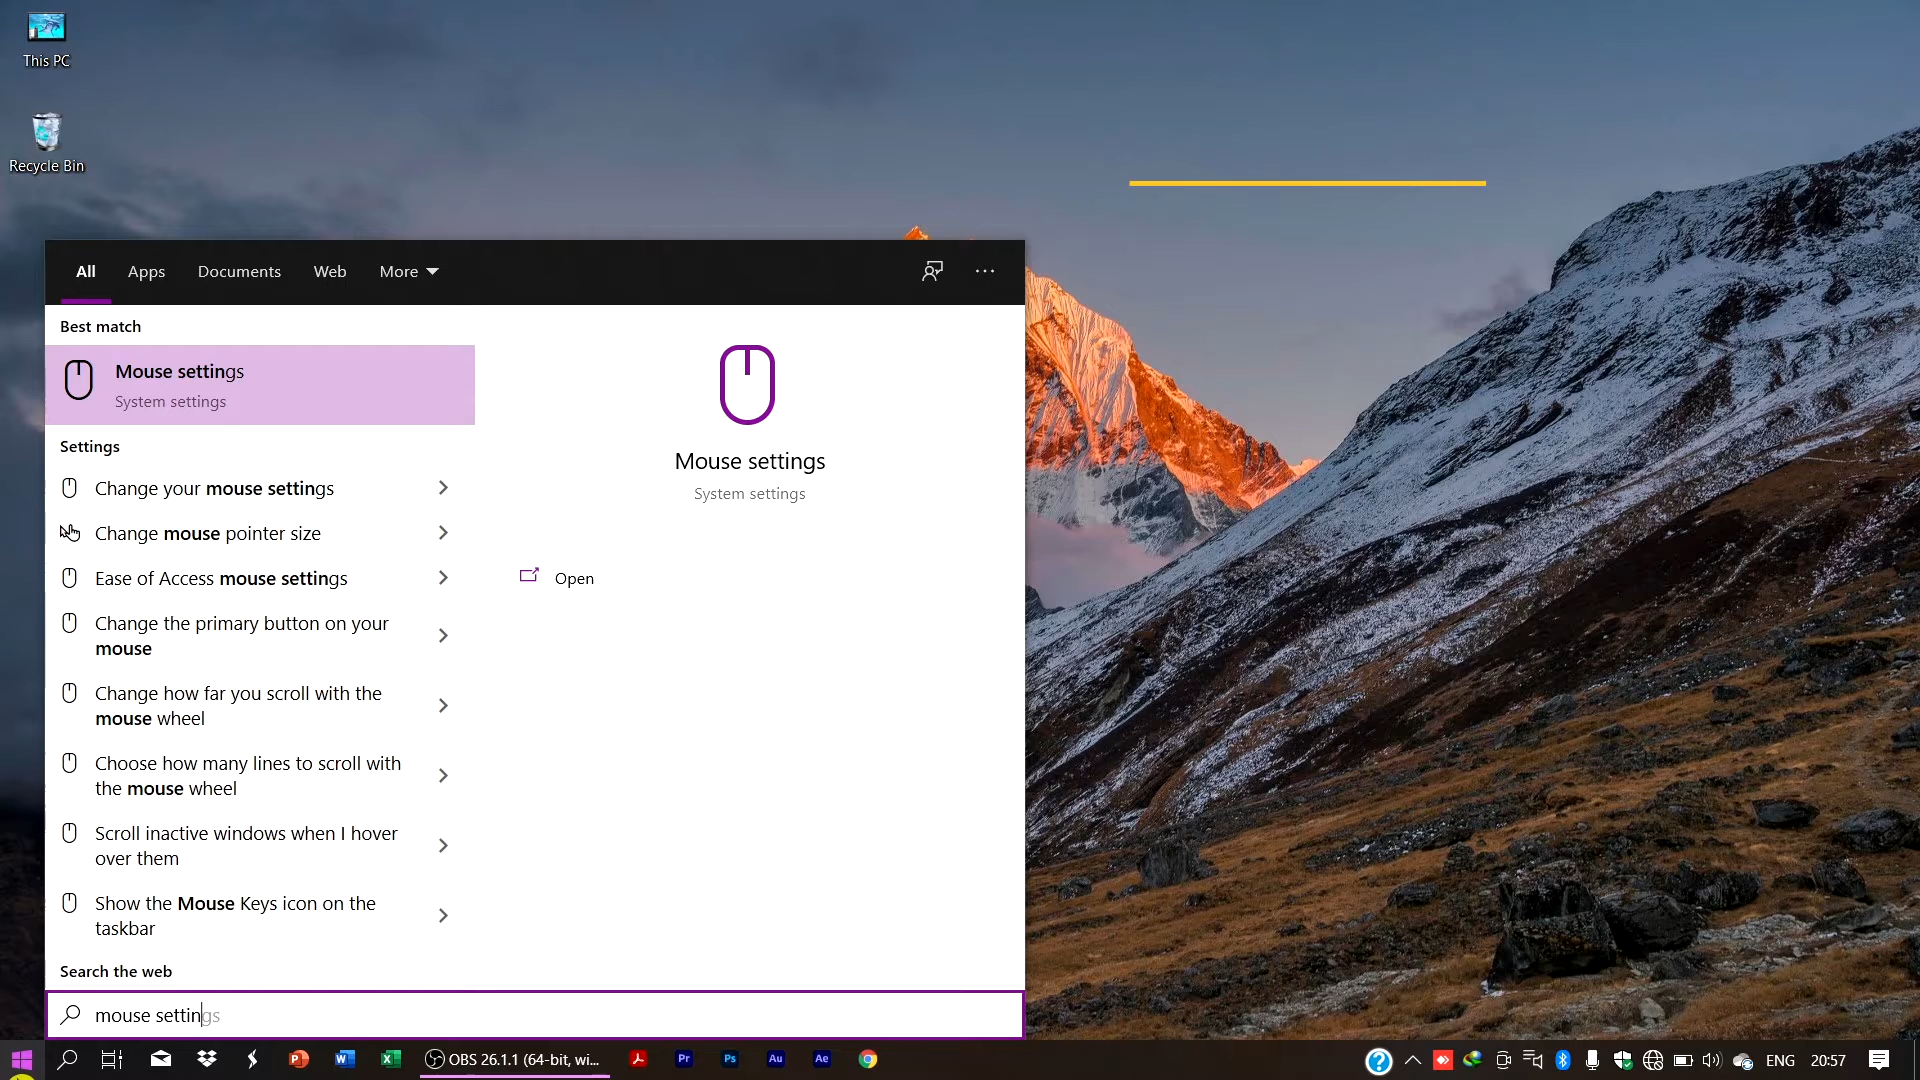 This PC
Recycle Bin
All Apps Documents Web More
Best match
Mouse settings
System settings
Settings
Change your mouse settings
Change mouse pointer size
Ease of Access mouse settings
Change the primary button on your
mouse
Change how far you scroll with the
mouse wheel
Choose how many lines to scroll with
the mouse wheel
Scroll inactive windows when I hover
over them
Show the Mouse Keys icon on the
taskbar
Search the web
mouse settings
Mouse settings
System settings
Open
OBS 26.1.1 (64-bit, wi...
Pr
Ps
Au
Ae
ENG
20:57